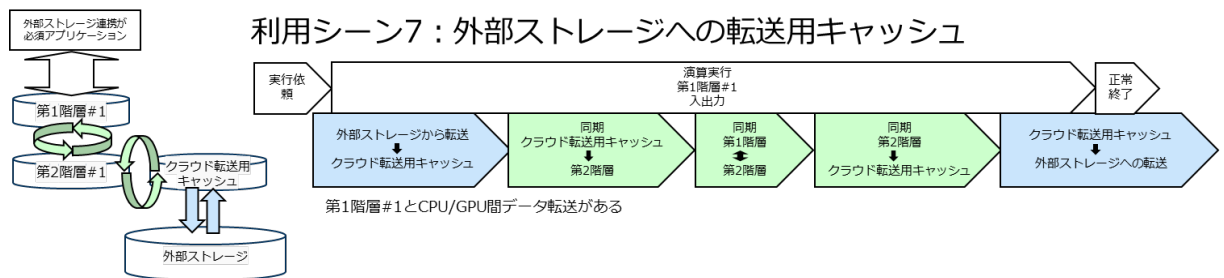 外部ストレージ連携が
必須アプリケーション
第1階層#1
第2階層#1
クラウド転送用
キャッシュ
外部ストレージ
利用シーン7：外部ストレージへの転送用キャッシュ
実行依
頼
演算実行
第1階層#1
入出力
正常
終了
外部ストレージから転送
クラウド転送用キャッシュ
同期
クラウド転送用キャッシュ
第2階層
同期
第1階層
第2階層
同期
第2階層
クラウド転送用キャッシュ
クラウド転送用キャッシュ
外部ストレージへの転送
第1階層#1とCPU/GPU間データ転送がある